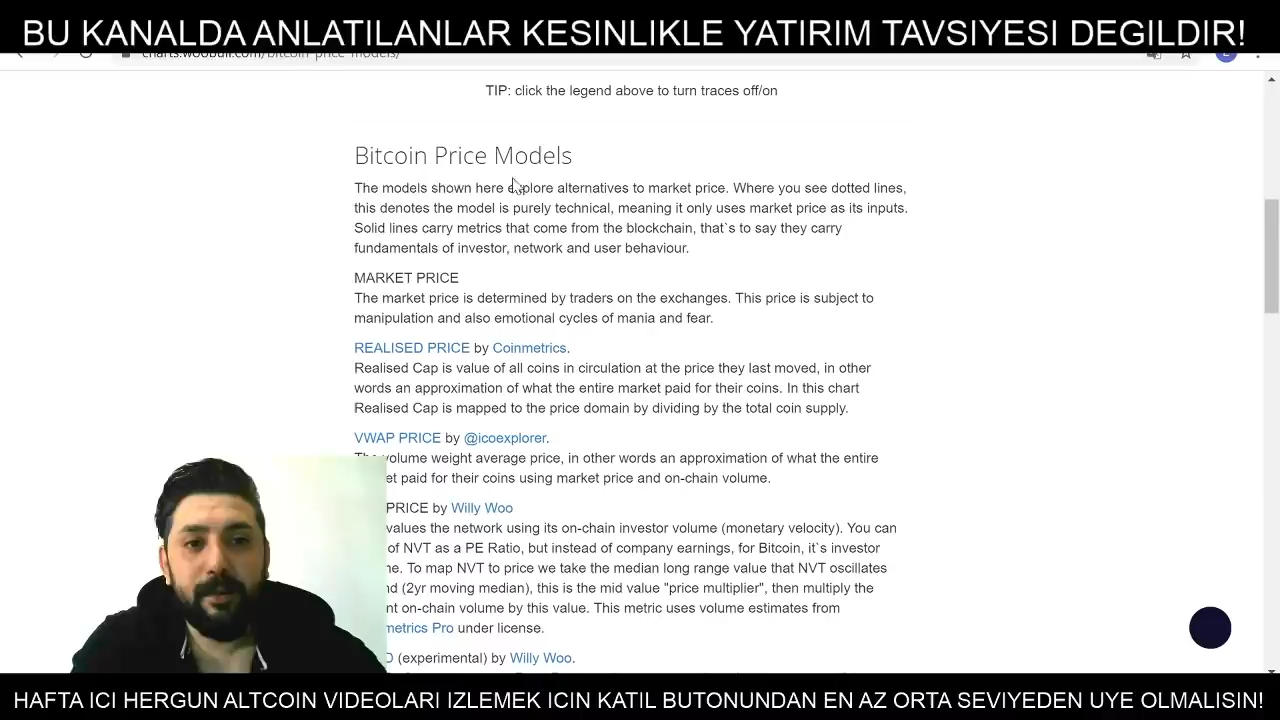 BU KANALDA ANLATILANLAR KESINLIKLE YATIRIM TAVSIYESI DEGILDIR!
charts.woobull.com/bitcoin-price-models/
TIP: click the legend above to turn traces off/on
Bitcoin Price Models
The models shown here explore alternatives to market price. Where you see dotted lines,
this denotes the model is purely technical, meaning it only uses market price as its inputs.
Solid lines carry metrics that come from the blockchain, that`s to say they carry
fundamentals of investor, network and user behaviour.
MARKET PRICE
The market price is determined by traders on the exchanges. This price is subject to
manipulation and also emotional cycles of mania and fear.
REALISED PRICE by Coinmetrics.
Realised Cap is value of all coins in circulation at the price they last moved, in other
words an approximation of what the entire market paid for their coins. In this chart
Realised Cap is mapped to the price domain by dividing by the total coin supply.
VWAP PRICE by @icoexplorer.
The volume weight average price, in other words an approximation of what the entire
et paid for their coins using market price and on-chain volume.
PRICE by Willy Woo
values the network using its on-chain investor volume (monetary velocity). You can
of NVT as a PE Ratio, but instead of company earnings, for Bitcoin, it`s investor
e. To map NVT to price we take the median long range value that NVT oscillates
nd (2yr moving median), this is the mid value "price multiplier", then multiply the
nt on-chain volume by this value. This metric uses volume estimates from
metrics Pro under license.
(experimental) by Willy Woo.
HAFTA ICI HERGUN ALTCOIN VIDEOLARI IZLEMEK ICIN KATIL BUTONUNDAN EN AZ ORTA SEVIYEDEN UYE OLMALISIN!